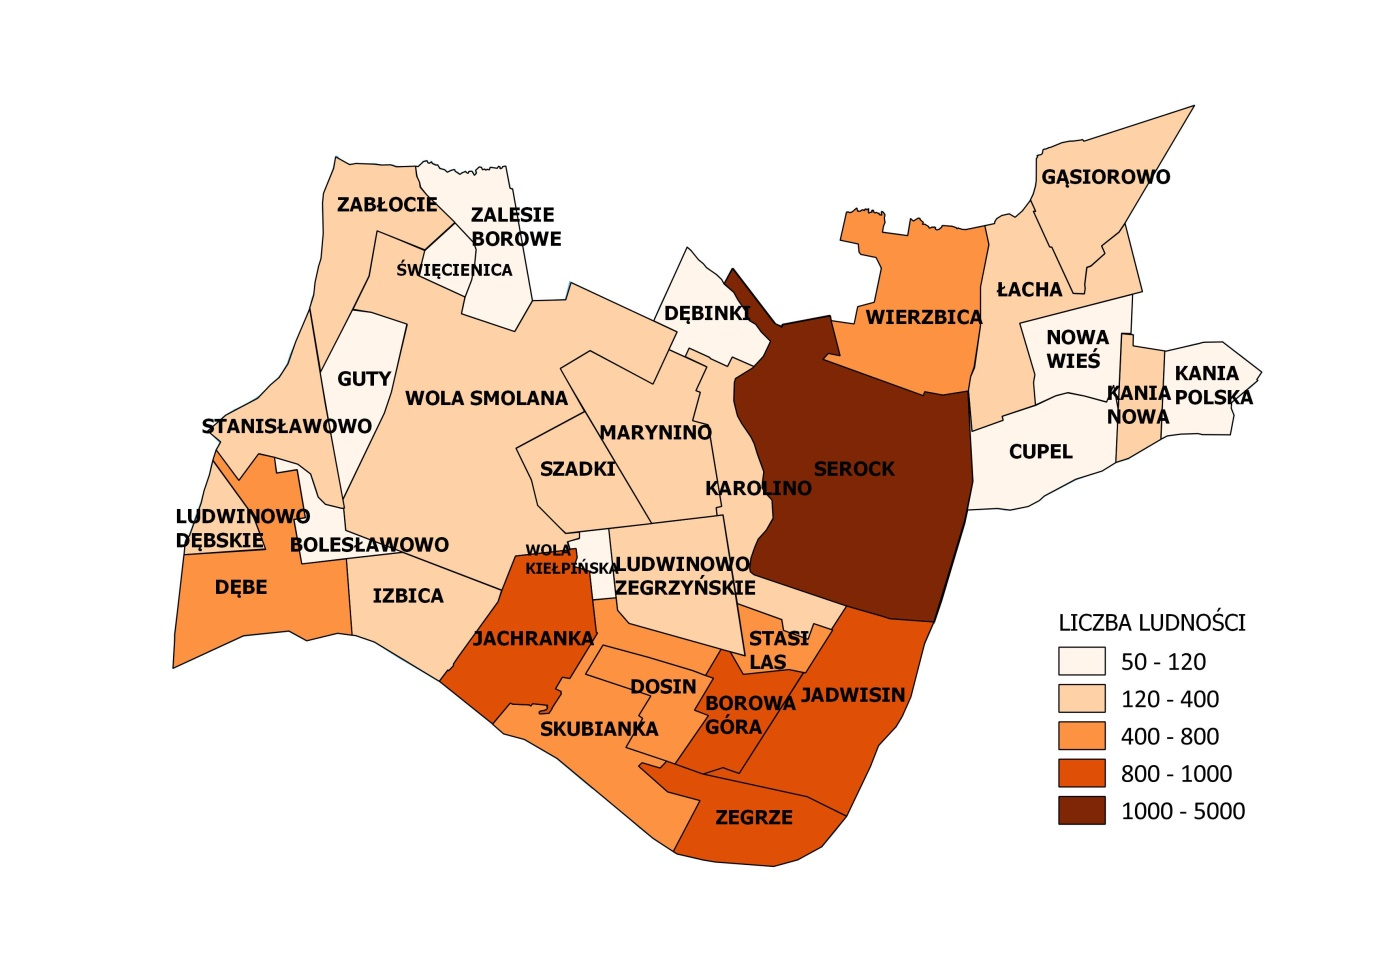 GĄSIOROWO
ZABŁOCIE
ZALESIE
BOROWE
ŚWIĘCIENICA
ŁACHA
DĘBINKI
WIERZBICA
NOWA
WIEŚ
GUTY
KANIA
POLSKA
WOLA SMOLANA
KANIA
NOWA
STANISŁAWOWO
MARYNINO
CUPEL
SZADKI
SEROCK
KAROLINO
LUDWINOWO
DĘBSKIE
BOLESŁAWOWO
WOLA
KIEŁPIŃSKA
LUDWINOWO
ZEGRZYŃSKIE
DĘBE
IZBICA
JACHRANKA
STASI
LAS
DOSIN
JADWISIN
BOROWA
GÓRA
SKUBIANKA
ZEGRZE
LICZBA LUDNOŚCI
50 - 120
120 - 400
400 - 800
800 - 1000
1000 - 5000